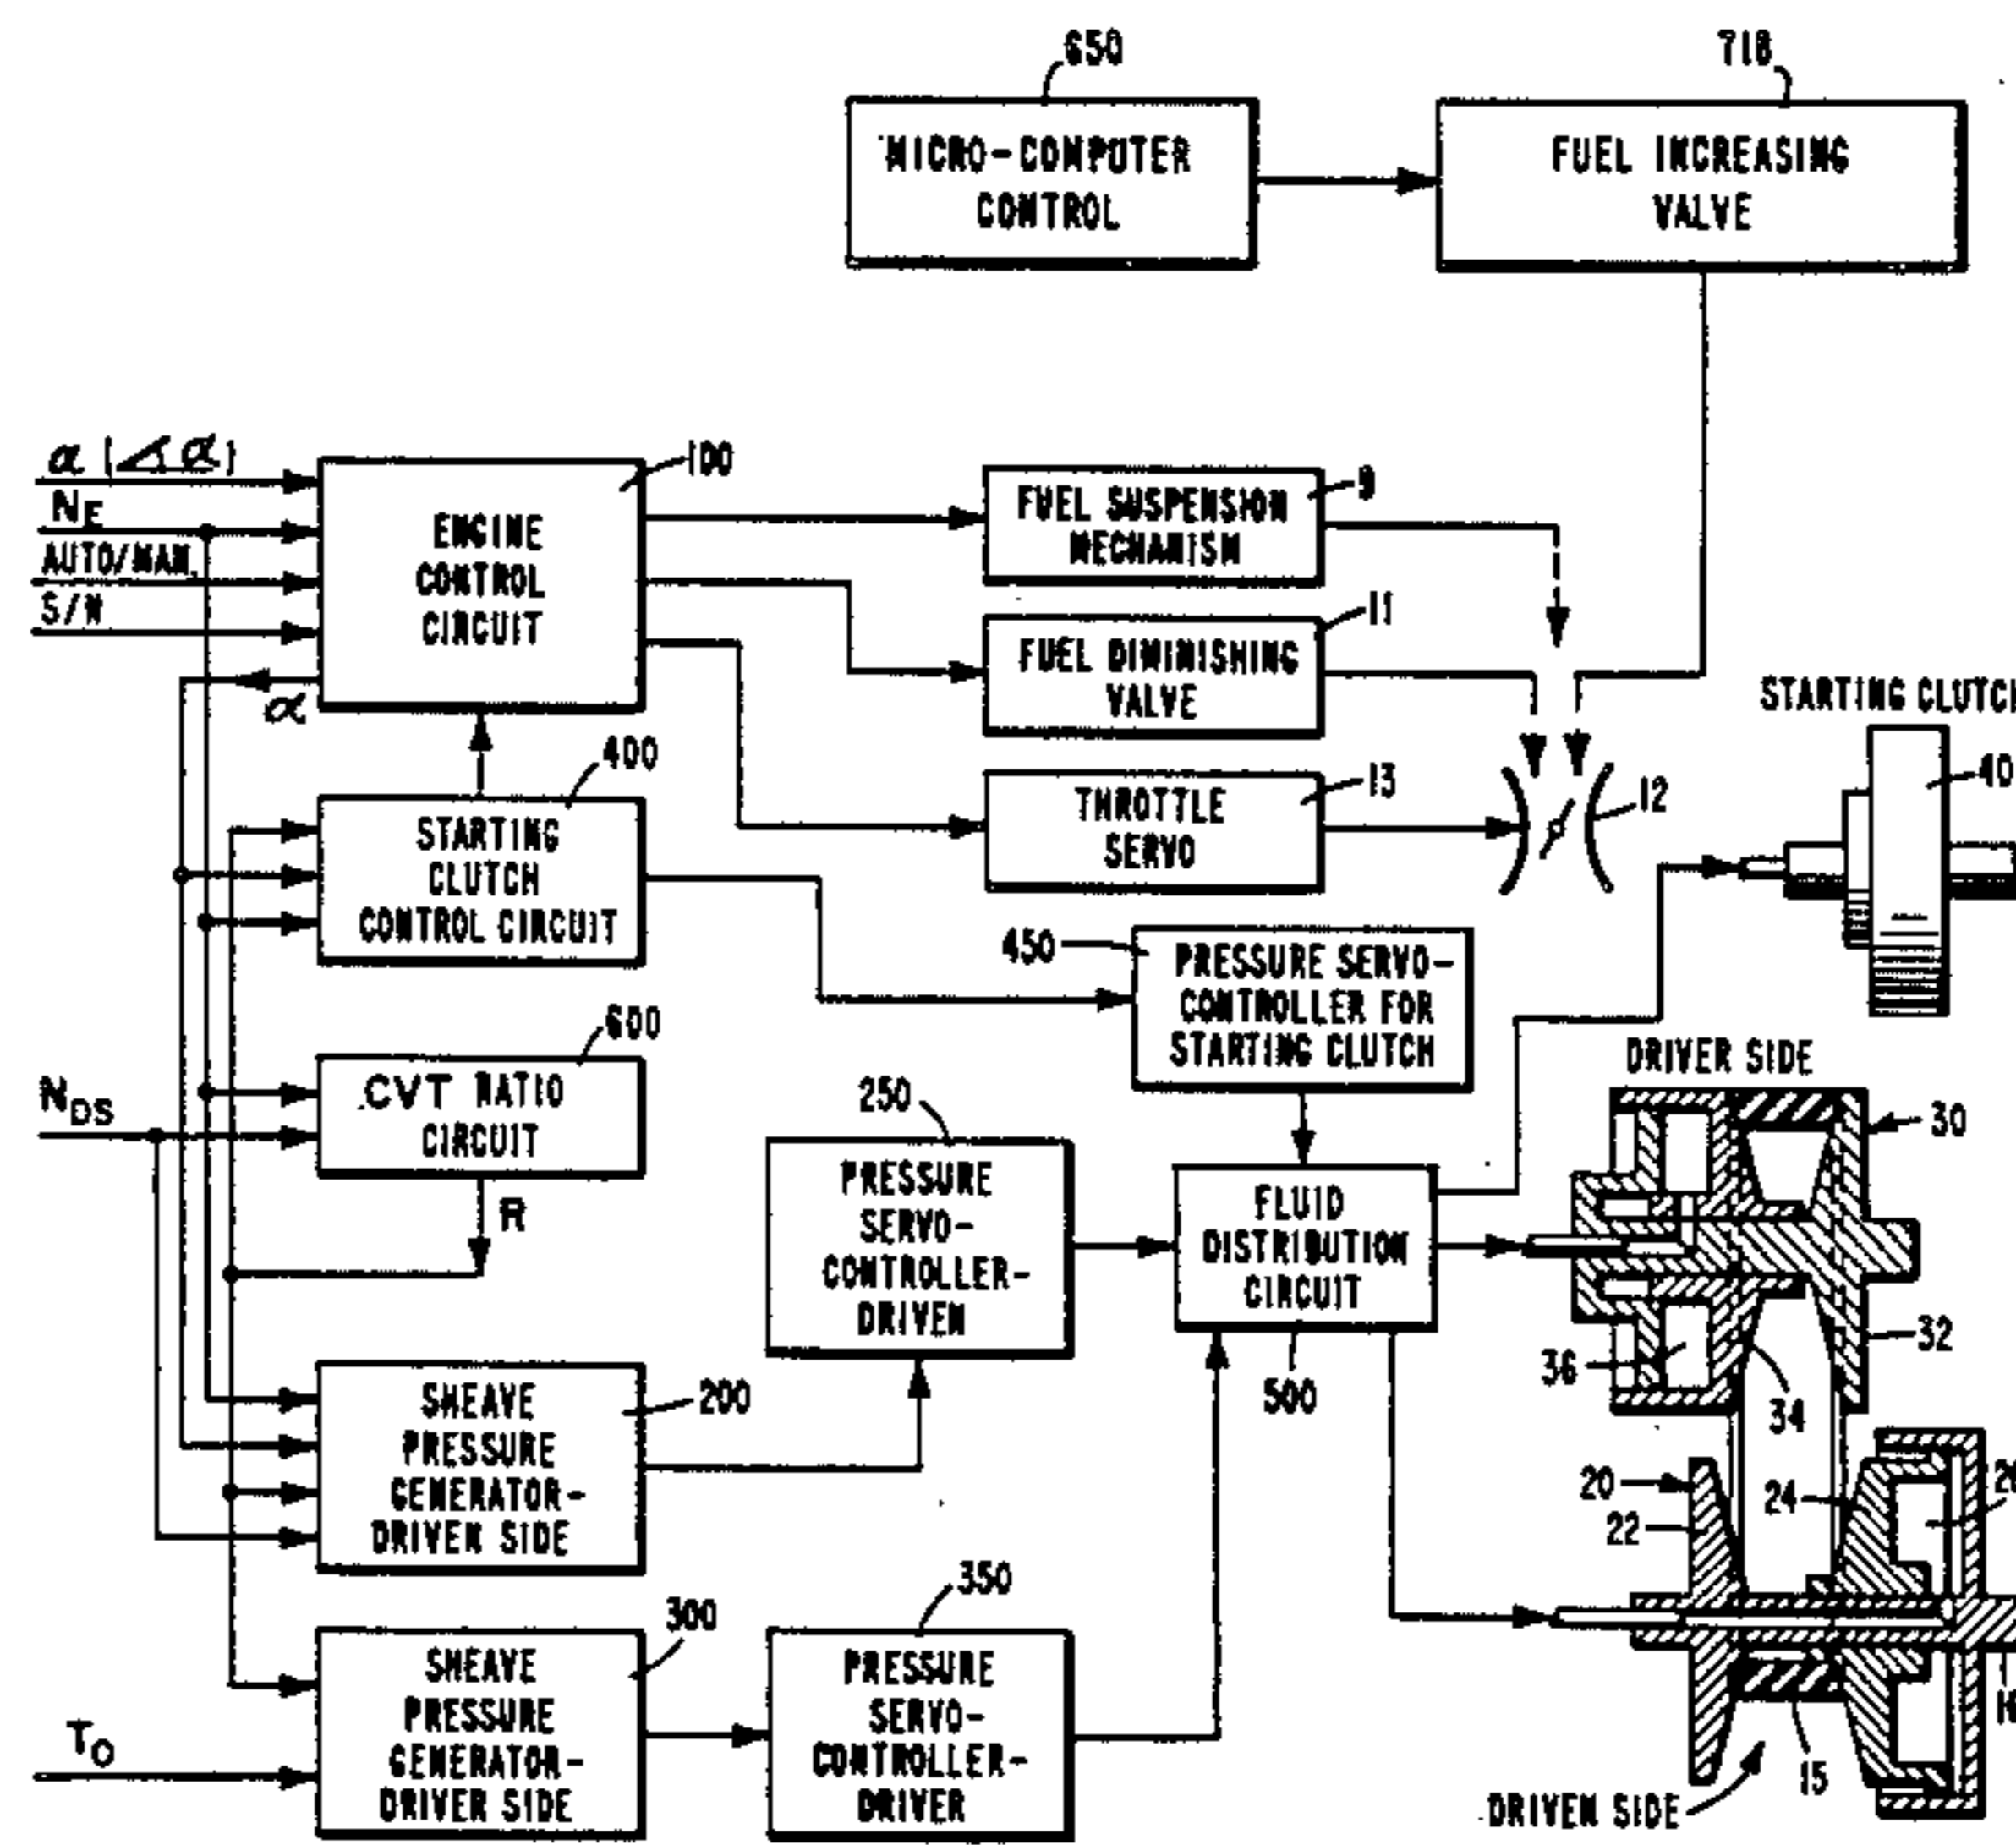 650
MICRO-COMPUTER
CONTROL
FUEL INCREASING
VALVE
α (⊿α)
N_E
AUTO/MAN.
S/N
α
100
ENGINE
CONTROL
CIRCUIT
FUEL SUSPENSION
MECHANISM
9
FUEL DIMINISHING
VALVE
11
THROTTLE
SERVO
13
12
STARTING
40
400
STARTING
CLUTCH
CONTROL CIRCUIT
450
PRESSURE SERVO-
CONTROLLER FOR
STARTING CLUTCH
N_DS
600
CVT RATIO
CIRCUIT
R
250
PRESSURE
SERVO-
CONTROLLER-
DRIVEN
FLUID
DISTRIBUTION
CIRCUIT
500
DRIVER SIDE
30
32
34
36
200
SHEAVE
PRESSURE
GENERATOR-
DRIVEN SIDE
20
22
24
300
SHEAVE
PRESSURE
GENERATOR-
DRIVER SIDE
T_O
350
PRESSURE
SERVO-
CONTROLLER-
DRIVER
15
DRIVEN SIDE